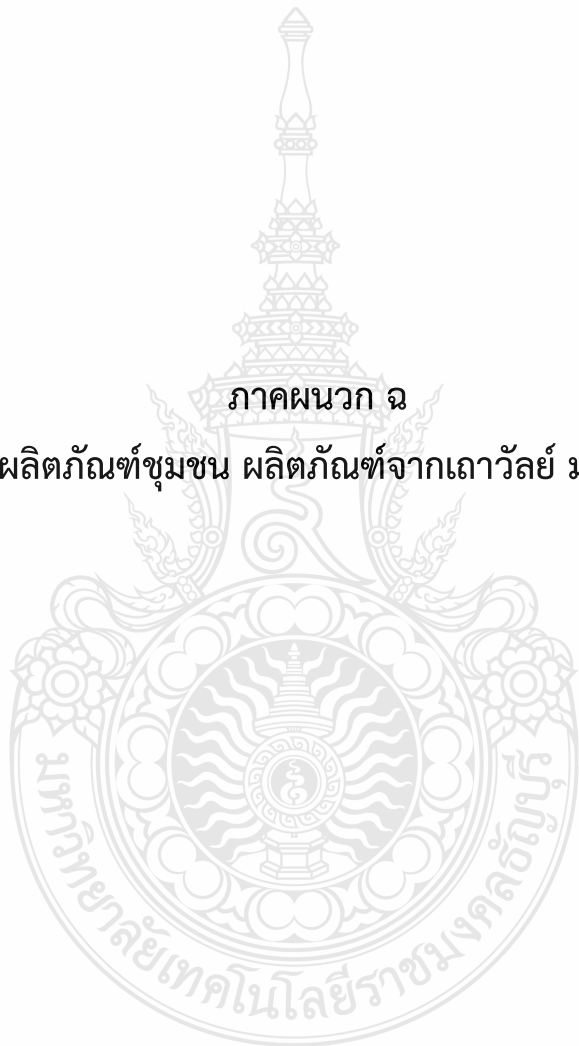 ภาคผนวก ฉ
ผลิตภัณฑ์ชุมชน ผลิตภัณฑ์จากเถาวัลย์
มหาวิทยาลัยเทคโนโลยีราชมงคลธัญบุรี